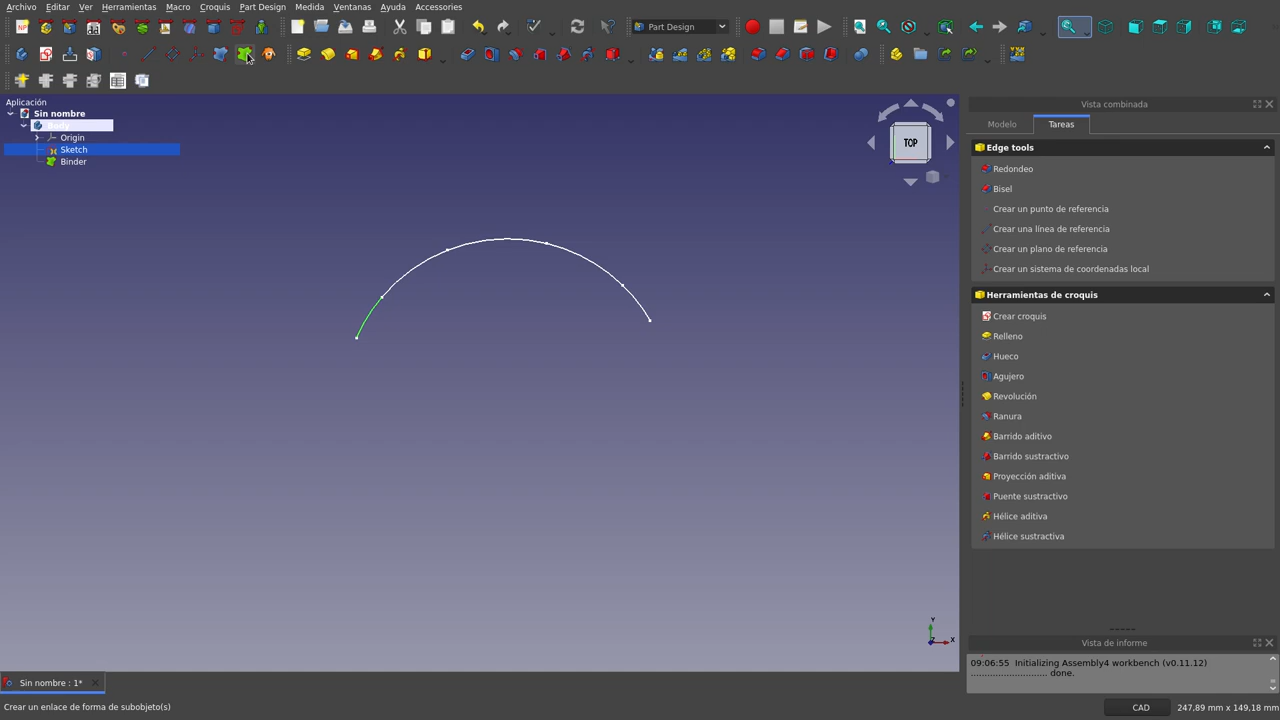 Archivo Editar Ver Herramientas Macro Croquis Part Design Medida Ventanas Ayuda Accessories
Part Design
Aplicación
Sin nombre
Body
Origin
Sketch
Binder
TOP
Vista combinada
Modelo Tareas
Edge tools
Redondeo
Bisel
Crear un punto de referencia
Crear una línea de referencia
Crear un plano de referencia
Crear un sistema de coordenadas local
Herramientas de croquis
Crear croquis
Relleno
Hueco
Agujero
Revolución
Ranura
Barrido aditivo
Barrido sustractivo
Proyección aditiva
Puente sustractivo
Hélice aditiva
Hélice sustractiva
Y
X
Vista de informe
09:06:55 Initializing Assembly4 workbench (v0.11.12)
............................ done.
Sin nombre : 1*
Crear un enlace de forma de subobjeto(s)
CAD
247,89 mm x 149,18 mm